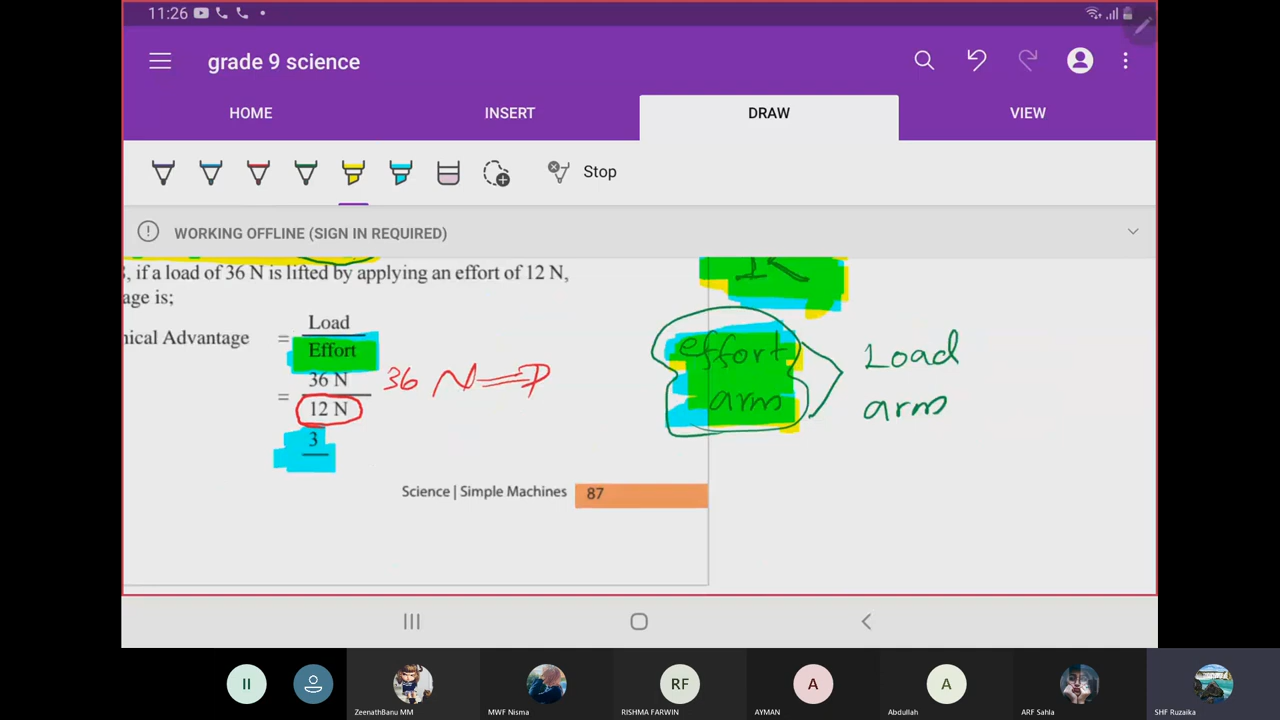 11:26
grade 9 science
HOME INSERT DRAW VIEW
Stop
WORKING OFFLINE (SIGN IN REQUIRED)
, if a load of 36 N is lifted by applying an effort of 12 N,
age is;
nical Advantage = Load
Effort
= 36 N
12 N
3
36 N
effort
arm
Load
arm
Science | Simple Machines 87
II
RF
A
A
ZeenathBanu MM
MWF Nisma
RISHMA FARWIN
AYMAN
Abdullah
ARF Sahla
SHF Ruzaika